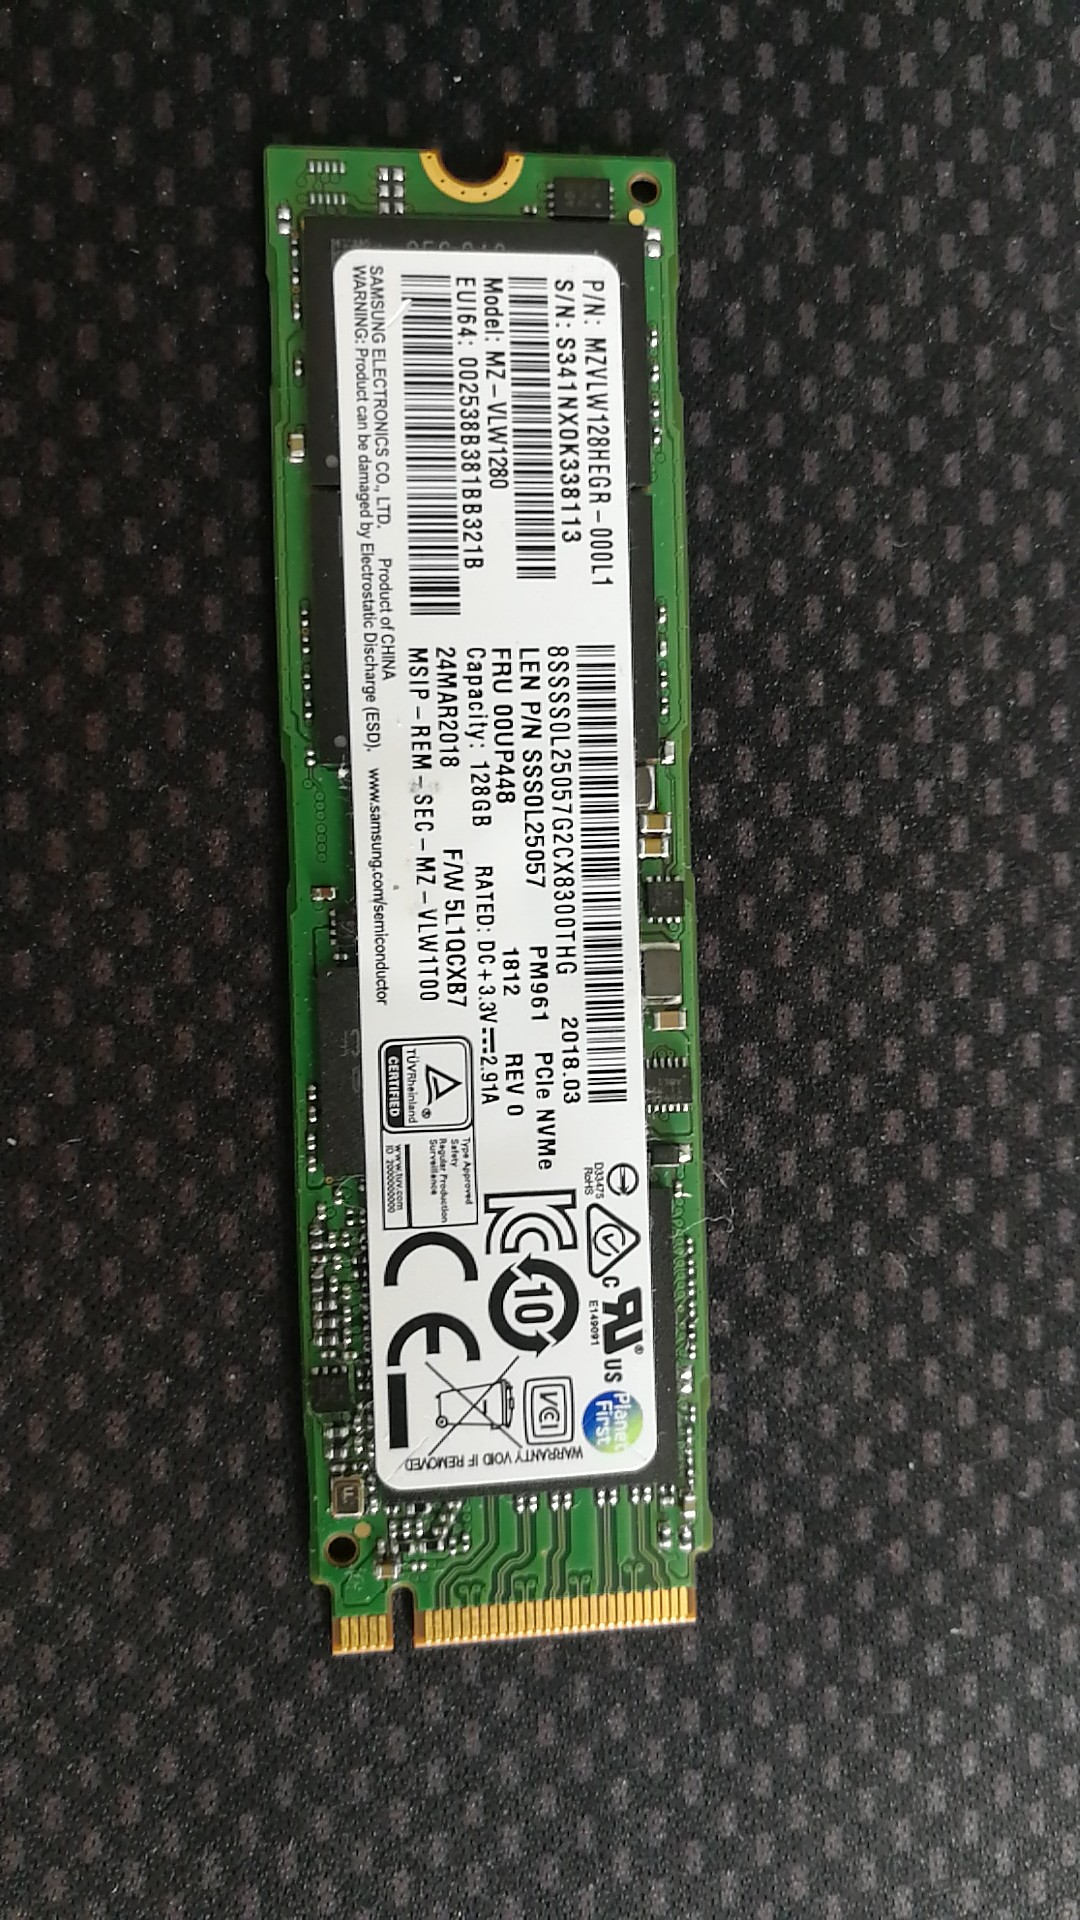 P/N: MZVLW128HEGR-000L1
S/N: S341NX0K338113
Model: MZ-VLW1280
EUI64: 002538B381BB321B
SAMSUNG ELECTRONICS CO., LTD. Product of CHINA
WARNING: Product can be damaged by Electrostatic Discharge (ESD). www.samsung.com/semiconductor
8SSSS0L25057G2CX8300THG 2018.03
LEN P/N SSS0L25057 PM961 PCIe NVMe
FRU 00UP448 1812 REV 0
Capacity: 128GB RATED: DC+3.3V 2.91A
24MAR2018 F/W 5L1QCXB7
MSIP-REM-SEC-MZ-VLW1T00
TÜVRheinland ®
CERTIFIED
Type Approved
Safety
Regular Production
Surveillance
www.tuv.com
ID 2000000000
D33475
RoHS
C US ®
E149091
10
CE
VCI
Planet
First
WARRANTY VOID IF REMOVED